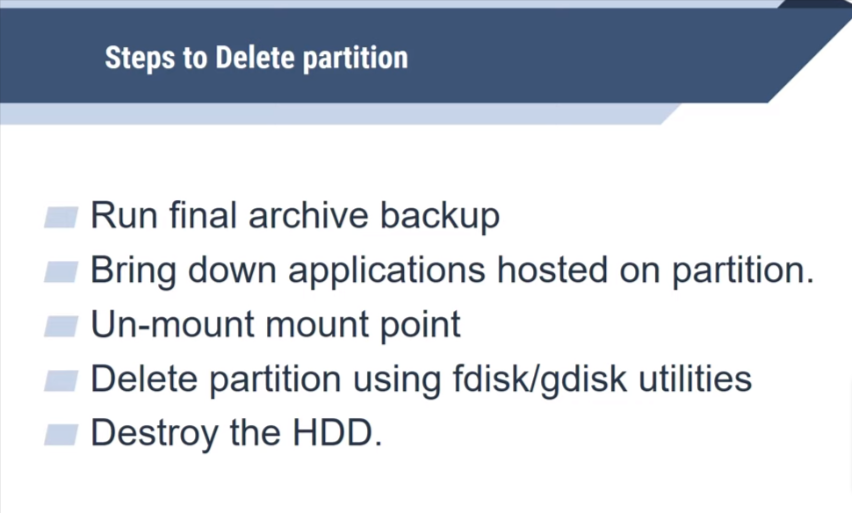 Steps to Delete partition
Run final archive backup
Bring down applications hosted on partition.
Un-mount mount point
Delete partition using fdisk/gdisk utilities
Destroy the HDD.